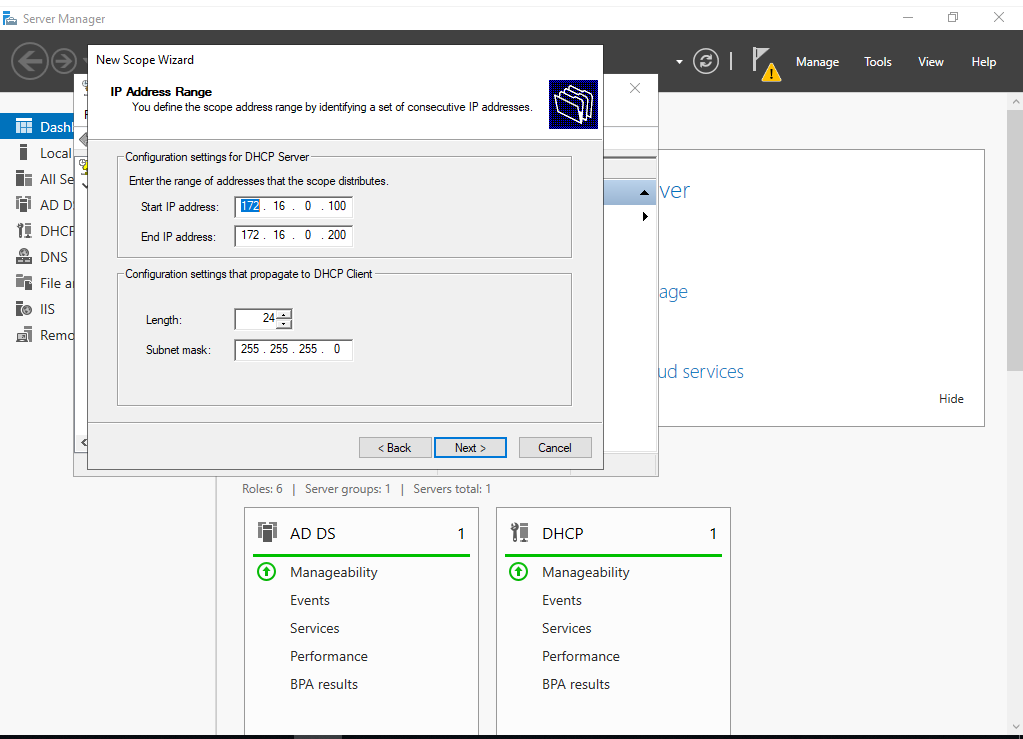 Server Manager
Manage Tools View Help
New Scope Wizard
IP Address Range
You define the scope address range by identifying a set of consecutive IP addresses.
Configuration settings for DHCP Server
Enter the range of addresses that the scope distributes.
Start IP address: 172 . 16 . 0 . 100
End IP address: 172 . 16 . 0 . 200
Configuration settings that propagate to DHCP Client
Length: 24
Subnet mask: 255 . 255 . 255 . 0
< Back Next > Cancel
Dashl
Local
All Se
AD D
DHCP
DNS
File a
IIS
Remo
ver
age
ud services
Hide
Roles: 6 | Server groups: 1 | Servers total: 1
AD DS 1
Manageability
Events
Services
Performance
BPA results
DHCP 1
Manageability
Events
Services
Performance
BPA results